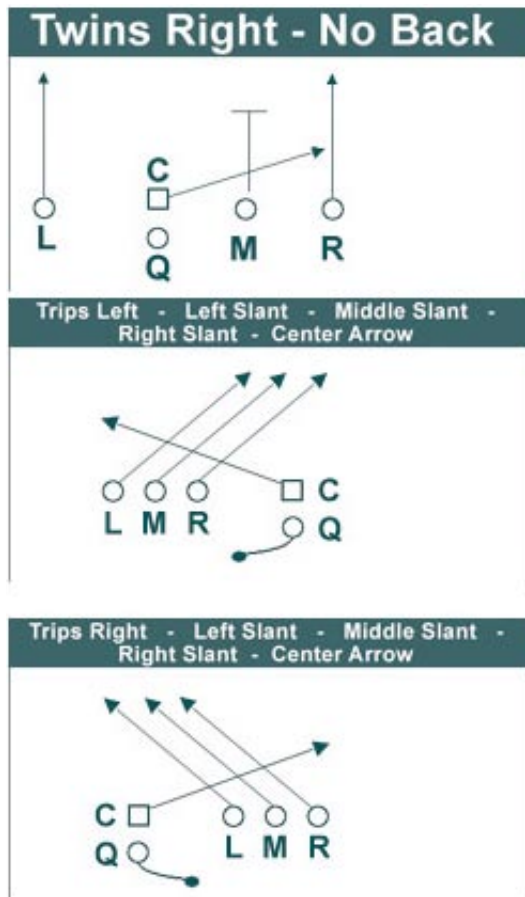 Twins Right - No Back
C
L
Q
M
R
Trips Left - Left Slant - Middle Slant -
Right Slant - Center Arrow
L M R
C
Q
Trips Right - Left Slant - Middle Slant -
Right Slant - Center Arrow
C
Q
L M R